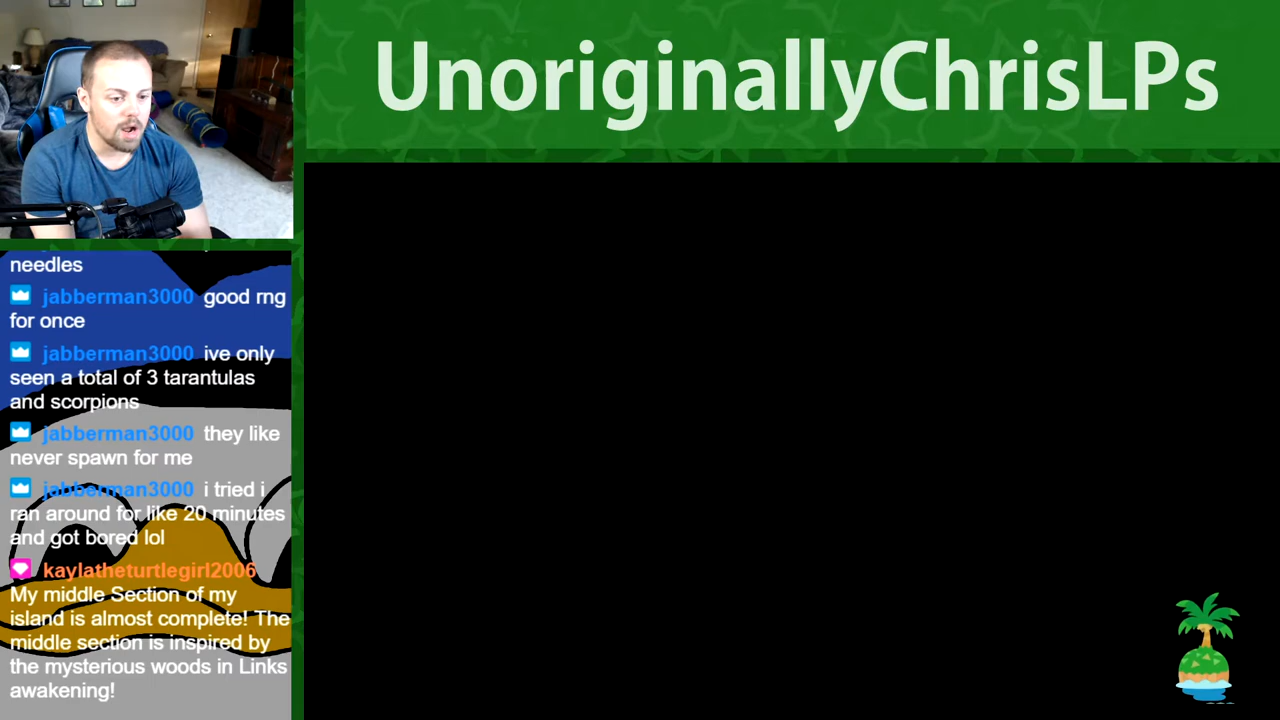 UnoriginallyChrisLPs
needles
jabberman3000 good rng
for once
jabberman3000 ive only
seen a total of 3 tarantulas
and scorpions
jabberman3000 they like
never spawn for me
jabberman3000 i tried i
ran around for like 20 minutes
and got bored lol
kaylatheturtlegirl2006
My middle Section of my
island is almost complete! The
middle section is inspired by
the mysterious woods in Links
awakening!